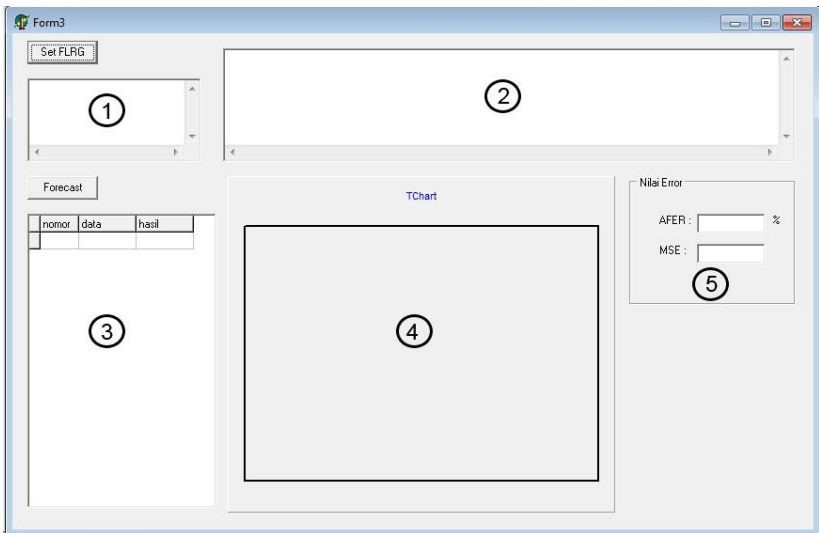 Form3
Set FLRG
1
2
Forecast
nomor data hasil
3
TChart
4
Nilai Error
AFER : %
MSE :
5